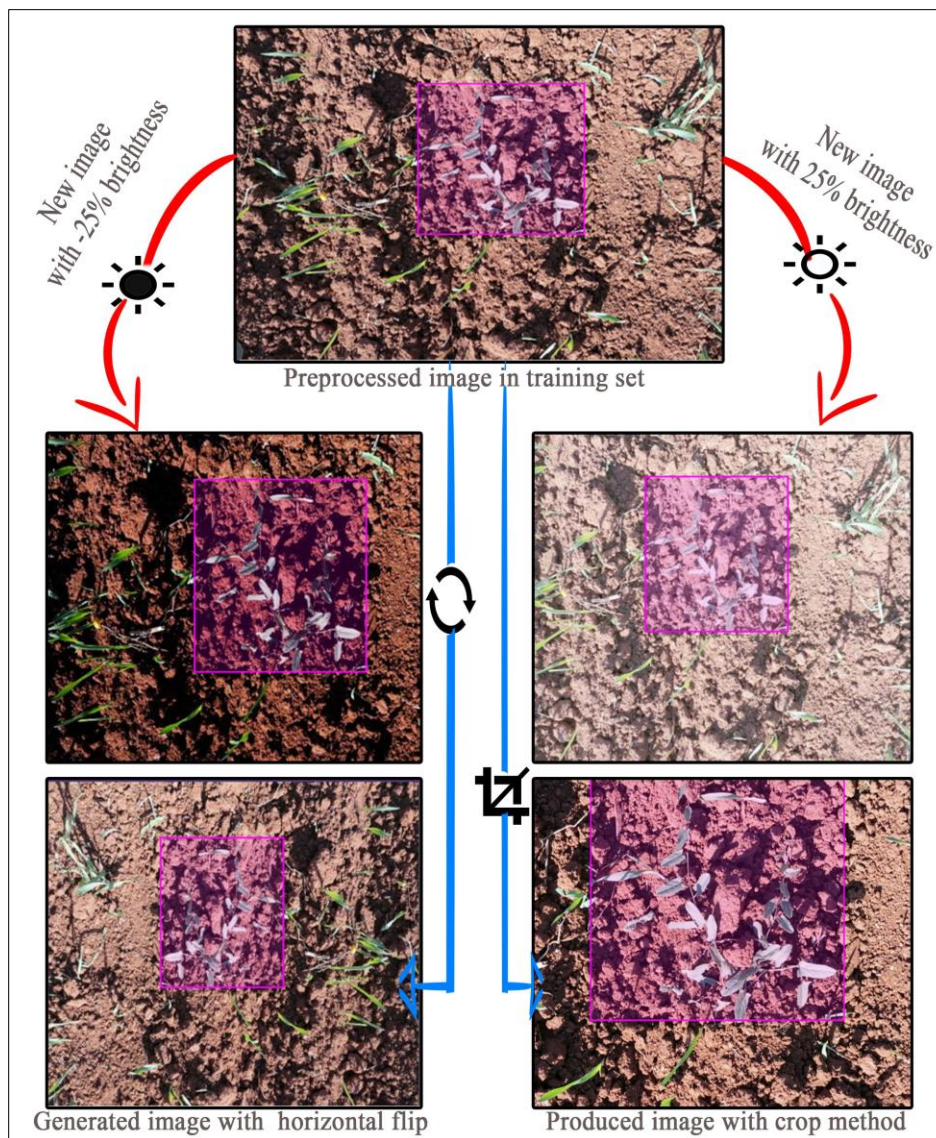 New image
with -25% brightness
New image
with 25% brightness
Preprocessed image in training set
Generated image with horizontal flip
Produced image with crop method